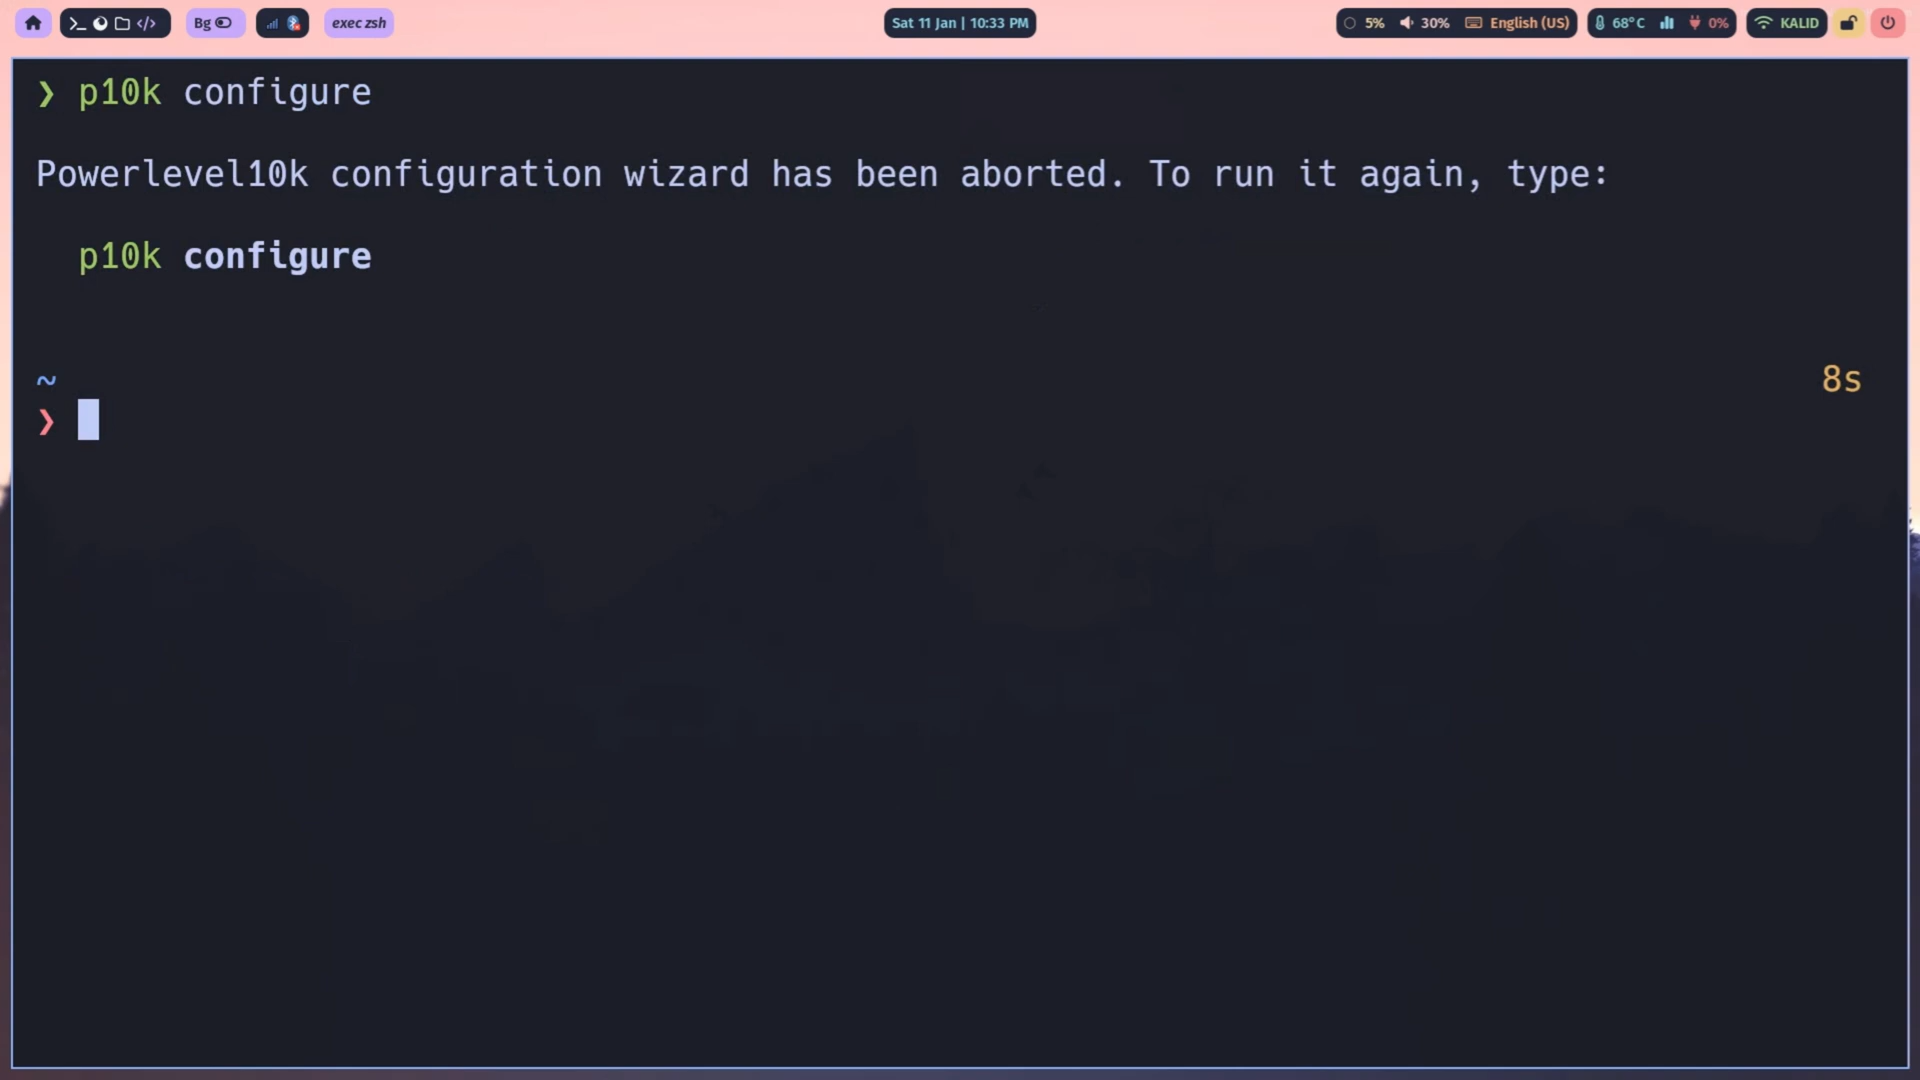 Bg
exec zsh
Sat 11 Jan | 10:33 PM
5%
30%
English (US)
68°C
0%
KALID
❯ p10k configure
Powerlevel10k configuration wizard has been aborted. To run it again, type:
p10k configure
~ 8s
❯